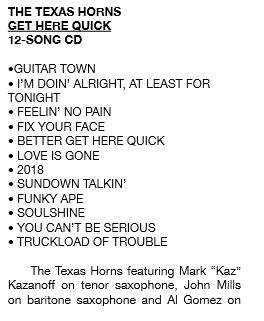 THE TEXAS HORNS
GET HERE QUICK
12-SONG CD
•GUITAR TOWN
• I’M DOIN’ ALRIGHT, AT LEAST FOR
TONIGHT
• FEELIN’ NO PAIN
• FIX YOUR FACE
• BETTER GET HERE QUICK
• LOVE IS GONE
• 2018
• SUNDOWN TALKIN’
• FUNKY APE
• SOULSHINE
• YOU CAN’T BE SERIOUS
• TRUCKLOAD OF TROUBLE
The Texas Horns featuring Mark “Kaz”
Kazanoff on tenor saxophone, John Mills
on baritone saxophone and Al Gomez on